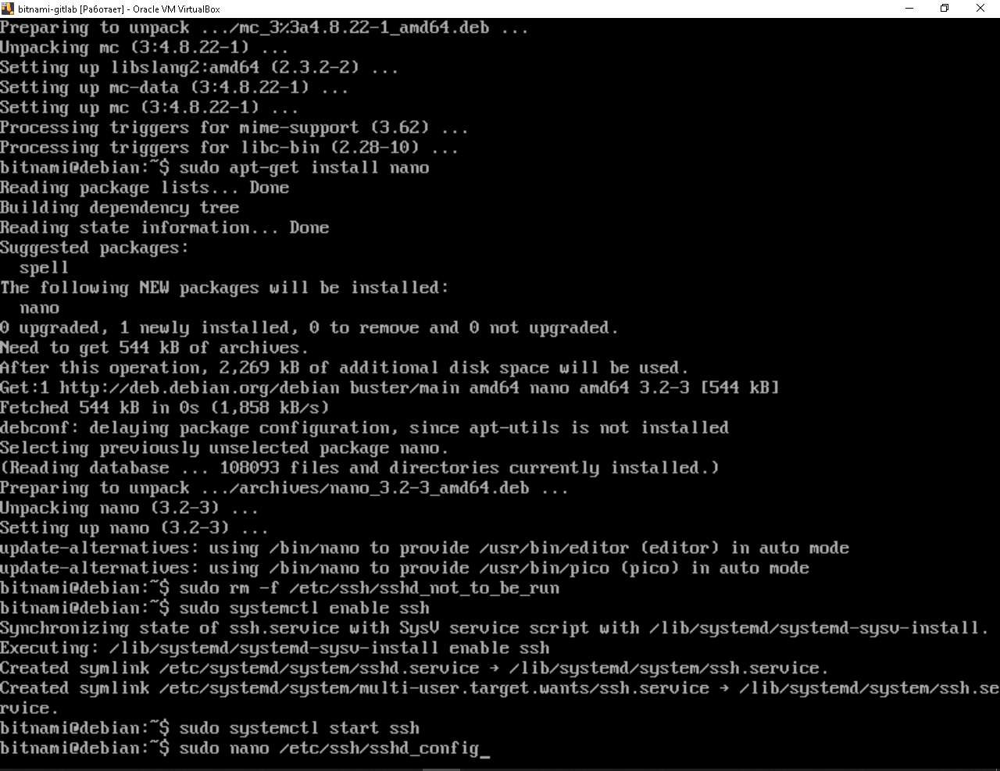 bitnami-gitlab [Работает] - Oracle VM VirtualBox
Preparing to unpack .../mc_3%3a4.8.22-1_amd64.deb ...
Unpacking mc (3:4.8.22-1) ...
Setting up libslang2:amd64 (2.3.2-2) ...
Setting up mc-data (3:4.8.22-1) ...
Setting up mc (3:4.8.22-1) ...
Processing triggers for mime-support (3.62) ...
Processing triggers for libc-bin (2.28-10) ...
bitnami@debian:~$ sudo apt-get install nano
Reading package lists... Done
Building dependency tree
Reading state information... Done
Suggested packages:
  spell
The following NEW packages will be installed:
  nano
0 upgraded, 1 newly installed, 0 to remove and 0 not upgraded.
Need to get 544 kB of archives.
After this operation, 2,269 kB of additional disk space will be used.
Get:1 http://deb.debian.org/debian buster/main amd64 nano amd64 3.2-3 [544 kB]
Fetched 544 kB in 0s (1,858 kB/s)
debconf: delaying package configuration, since apt-utils is not installed
Selecting previously unselected package nano.
(Reading database ... 108093 files and directories currently installed.)
Preparing to unpack .../archives/nano_3.2-3_amd64.deb ...
Unpacking nano (3.2-3) ...
Setting up nano (3.2-3) ...
update-alternatives: using /bin/nano to provide /usr/bin/editor (editor) in auto mode
update-alternatives: using /bin/nano to provide /usr/bin/pico (pico) in auto mode
bitnami@debian:~$ sudo rm -f /etc/ssh/sshd_not_to_be_run
bitnami@debian:~$ sudo systemctl enable ssh
Synchronizing state of ssh.service with SysV service script with /lib/systemd/systemd-sysv-install.
Executing: /lib/systemd/systemd-sysv-install enable ssh
Created symlink /etc/systemd/system/sshd.service → /lib/systemd/system/ssh.service.
Created symlink /etc/systemd/system/multi-user.target.wants/ssh.service → /lib/systemd/system/ssh.se
rvice.
bitnami@debian:~$ sudo systemctl start ssh
bitnami@debian:~$ sudo nano /etc/ssh/sshd_config_